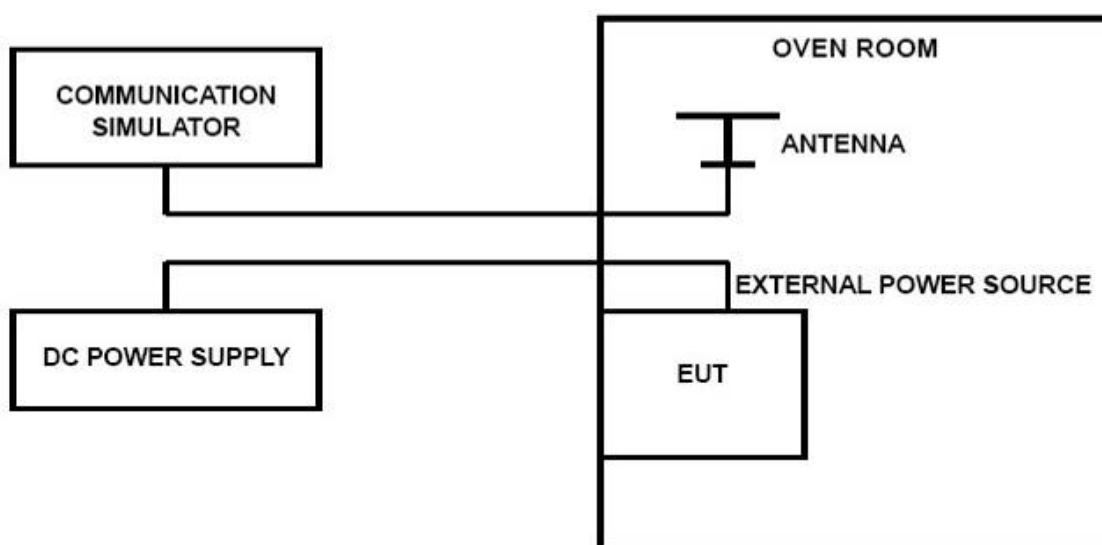 OVEN ROOM
COMMUNICATION
SIMULATOR
ANTENNA
EXTERNAL POWER SOURCE
DC POWER SUPPLY
EUT